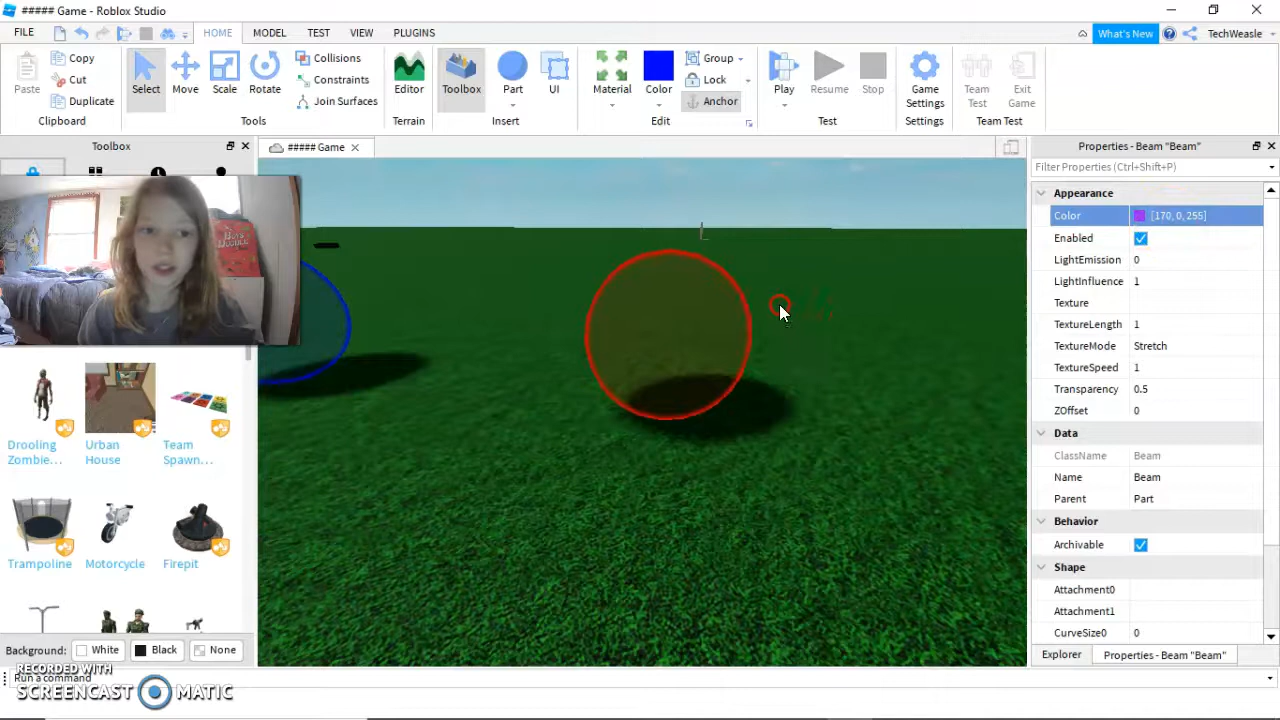 ##### Game - Roblox Studio
FILE HOME MODEL TEST VIEW PLUGINS What's New TechWeasle
Paste Copy Cut Duplicate Clipboard
Select Move Scale Rotate Collisions Constraints Join Surfaces Tools
Editor Terrain
Toolbox Part UI Insert
Material Color Group Lock Anchor Edit
Play Resume Stop Test
Game Settings Settings
Team Test Exit Game Team Test
Toolbox
##### Game
Drooling Zombie...
Urban House
Team Spawn...
Trampoline
Motorcycle
Firepit
Background: White Black None
Run a command
RECORDED WITH
SCREENCAST MATIC
Properties - Beam "Beam"
Filter Properties (Ctrl+Shift+P)
Appearance
Color [170, 0, 255]
Enabled
LightEmission 0
LightInfluence 1
Texture
TextureLength 1
TextureMode Stretch
TextureSpeed 1
Transparency 0.5
ZOffset 0
Data
ClassName Beam
Name Beam
Parent Part
Behavior
Archivable
Shape
Attachment0
Attachment1
CurveSize0 0
Explorer Properties - Beam "Beam"